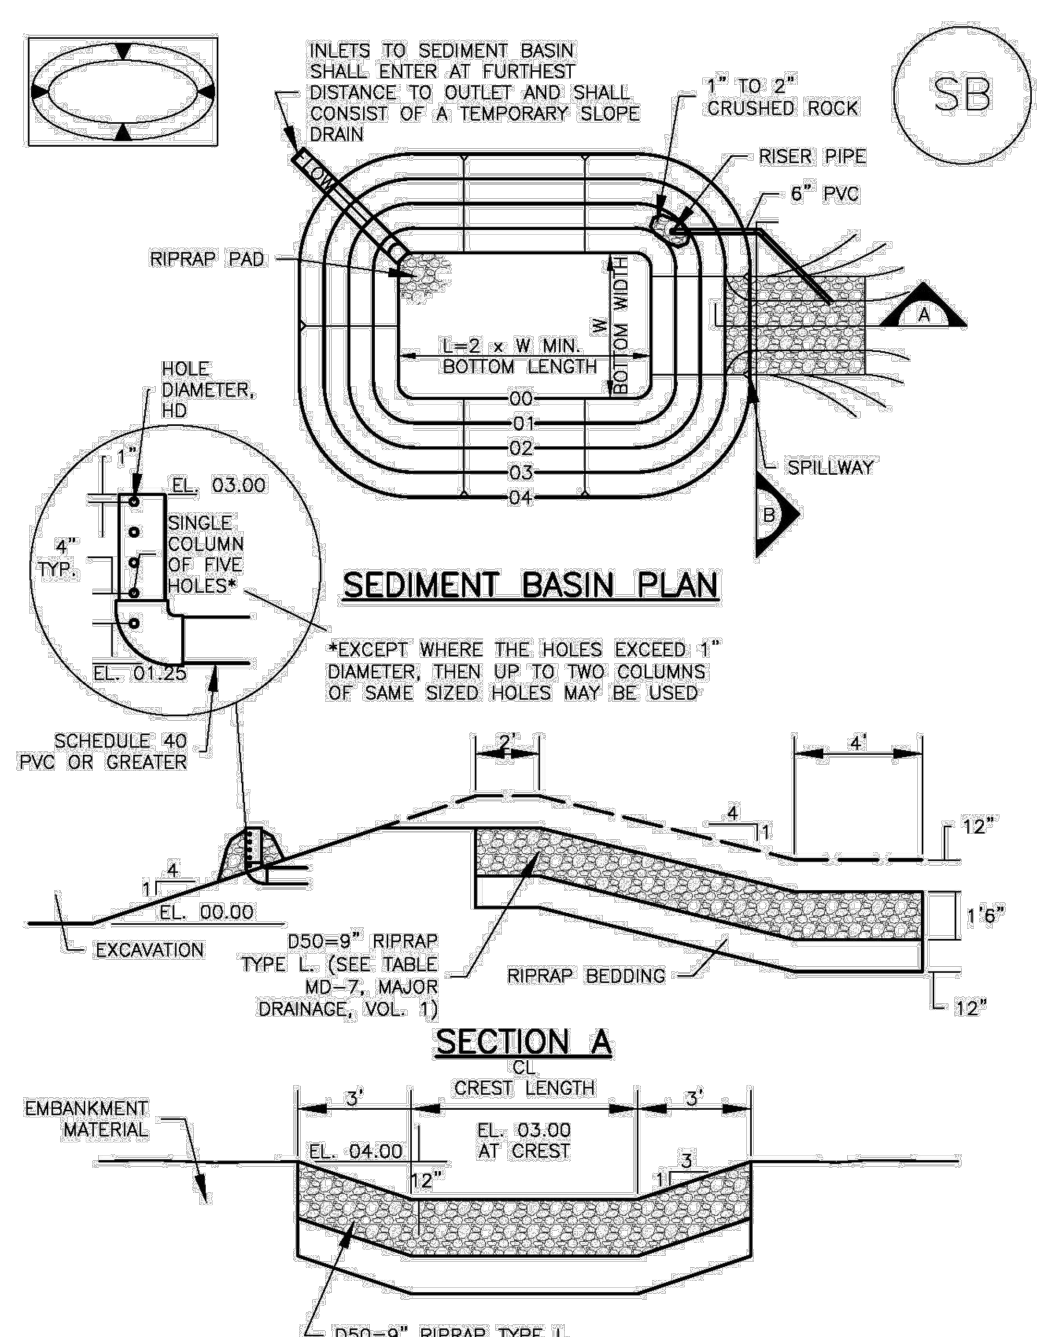 INLETS TO SEDIMENT BASIN
SHALL ENTER AT FURTHEST
DISTANCE TO OUTLET AND SHALL
CONSIST OF A TEMPORARY SLOPE
DRAIN
1" TO 2"
CRUSHED ROCK
SB
RISER PIPE
6" PVC
FLOW
RIPRAP PAD
A
W
BOTTOM WIDTH
L=2 x W MIN.
BOTTOM LENGTH
00
01
02
03
04
SPILLWAY
B
HOLE
DIAMETER,
HD
1"
EL. 03.00
SINGLE
COLUMN
OF FIVE
HOLES*
4"
TYP.
EL. 01.25
SEDIMENT BASIN PLAN
*EXCEPT WHERE THE HOLES EXCEED 1"
DIAMETER, THEN UP TO TWO COLUMNS
OF SAME SIZED HOLES MAY BE USED
SCHEDULE 40
PVC OR GREATER
2'
4'
4
1
12"
4
1
EL. 00.00
1'6"
EXCAVATION
D50=9" RIPRAP
TYPE L. (SEE TABLE
MD-7, MAJOR
DRAINAGE, VOL. 1)
RIPRAP BEDDING
12"
SECTION A
CL
CREST LENGTH
3'
3'
EMBANKMENT
MATERIAL
EL. 04.00
EL. 03.00
AT CREST
12"
3
1
D50=9" RIPRAP TYPE L